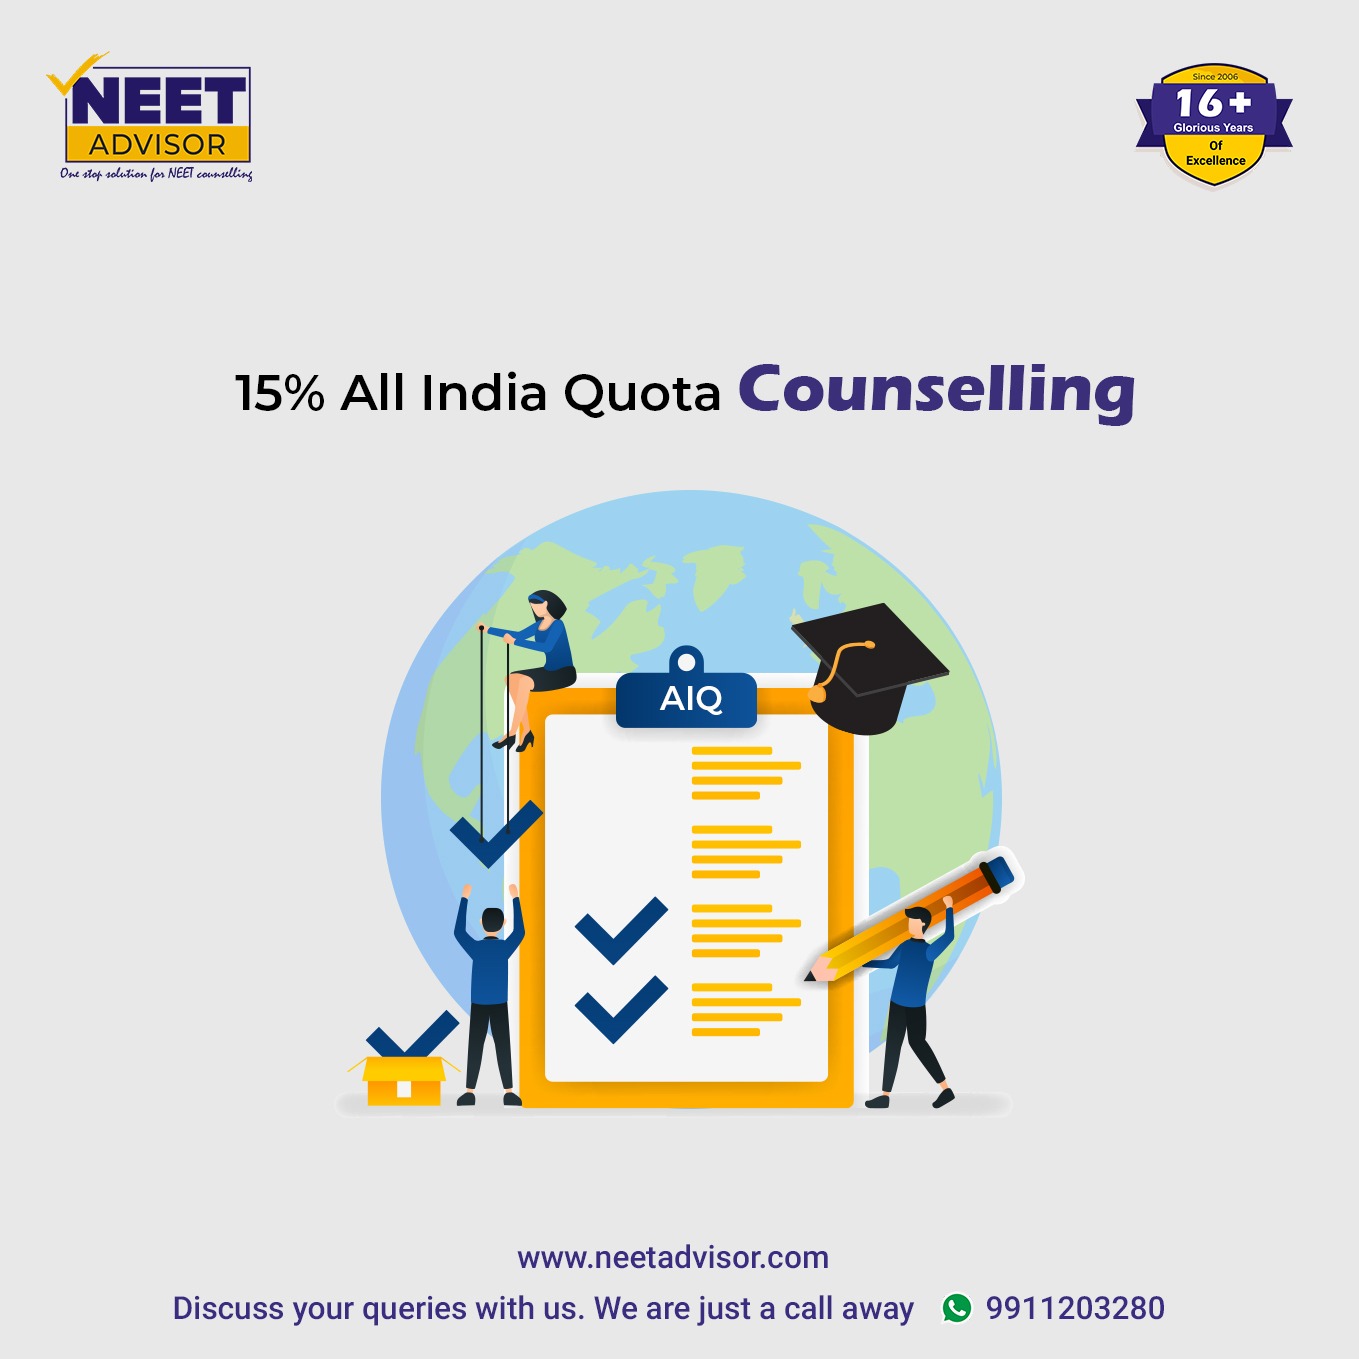 NEET
ADVISOR
One stop solution for NEET counselling
Since 2006
16+
Glorious Years
Of
Excellence
15% All India Quota Counselling
AIQ
www.neetadvisor.com
Discuss your queries with us. We are just a call away 9911203280